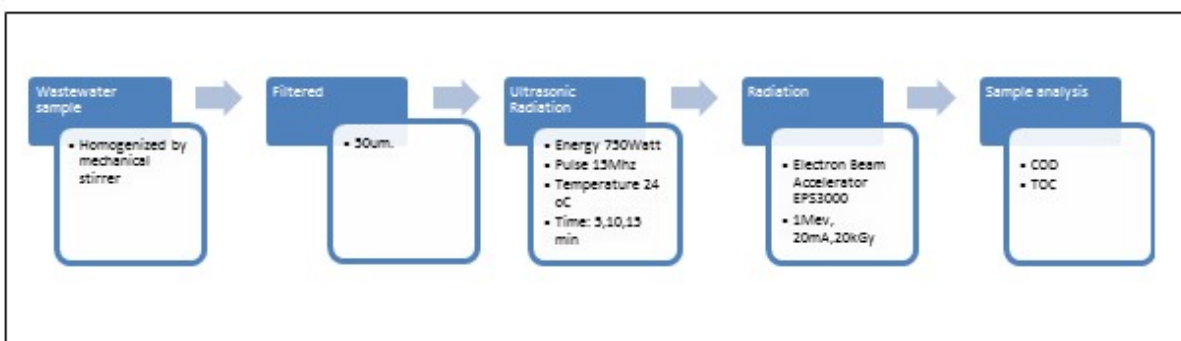 Wastewater
sample
▪ Homogenized by
mechanical
stirrer
Filtered
▪ 50um.
Ultrasonic
Radiation
▪ Energy 750Watt
▪ Pulse 15Mhz
▪ Temperature 24
oC
▪ Time: 5,10,15
min
Radiation
▪ Electron Beam
Accelerator
EPS3000
▪ 1Mev,
20mA,20kGy
Sample analysis
▪ COD
▪ TOC